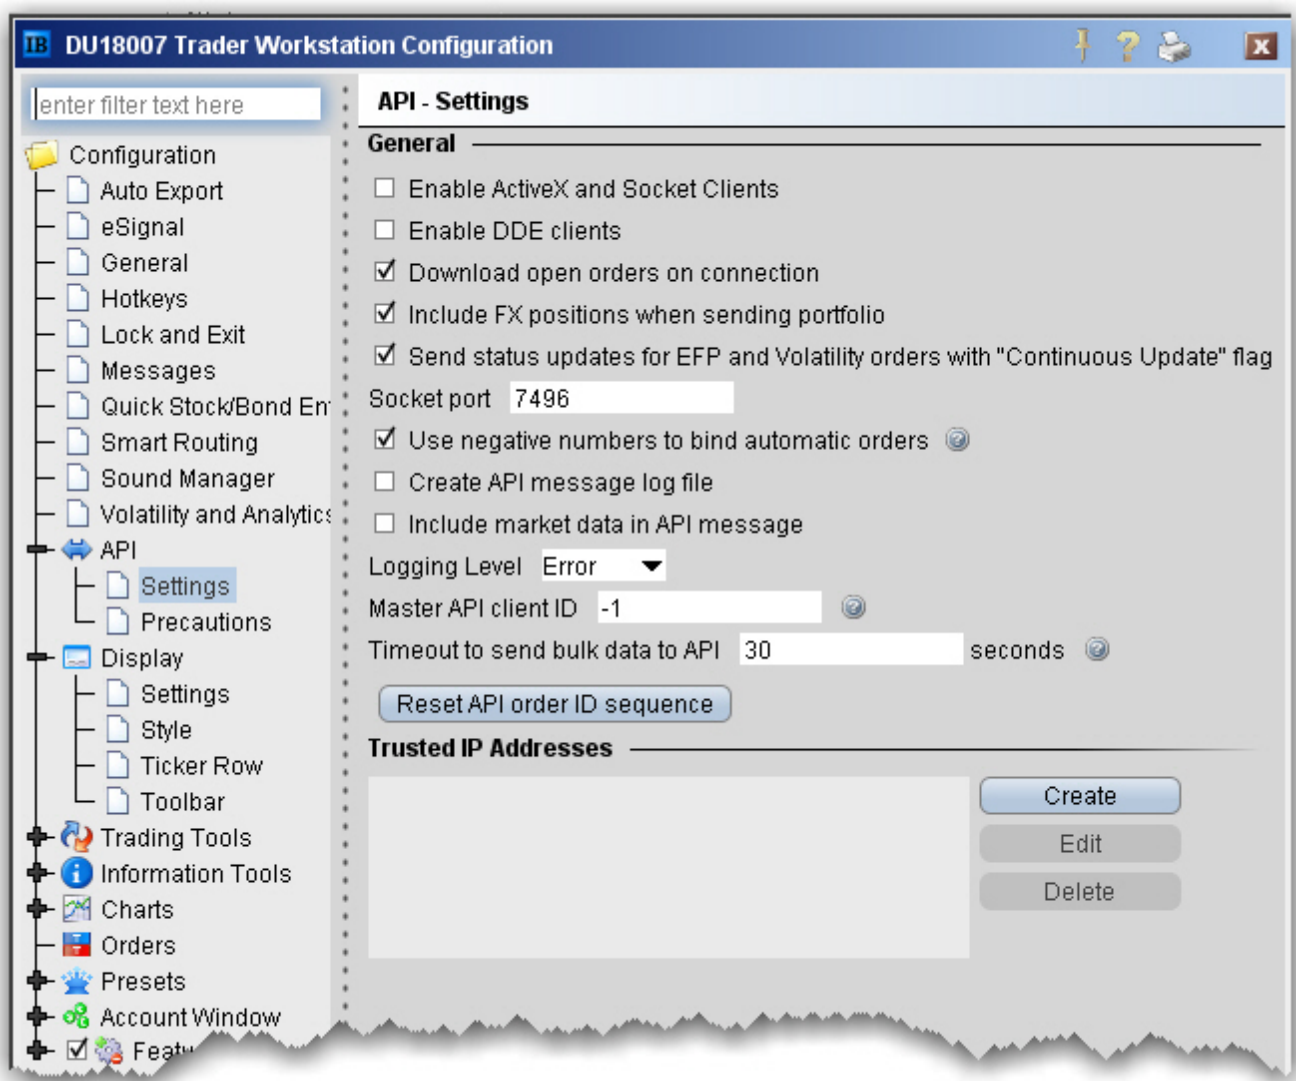 IB DU18007 Trader Workstation Configuration
enter filter text here
Configuration
Auto Export
eSignal
General
Hotkeys
Lock and Exit
Messages
Quick Stock/Bond En
Smart Routing
Sound Manager
Volatility and Analytics
API
Settings
Precautions
Display
Settings
Style
Ticker Row
Toolbar
Trading Tools
Information Tools
Charts
Orders
Presets
Account Window
Featu
API - Settings
General
Enable ActiveX and Socket Clients
Enable DDE clients
Download open orders on connection
Include FX positions when sending portfolio
Send status updates for EFP and Volatility orders with "Continuous Update" flag
Socket port 7496
Use negative numbers to bind automatic orders
Create API message log file
Include market data in API message
Logging Level Error
Master API client ID -1
Timeout to send bulk data to API 30 seconds
Reset API order ID sequence
Trusted IP Addresses
Create
Edit
Delete